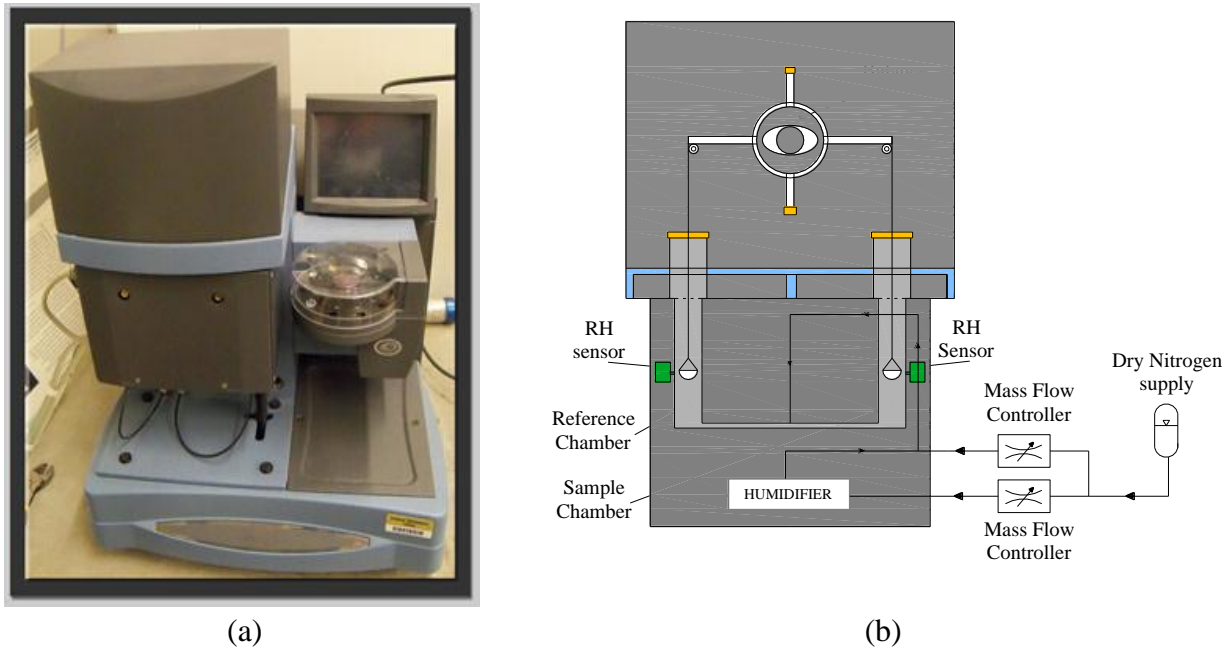 RH
sensor
RH
Sensor
Dry Nitrogen
supply
Mass Flow
Controller
Reference
Chamber
Sample
Chamber
HUMIDIFIER
Mass Flow
Controller
(a)
(b)